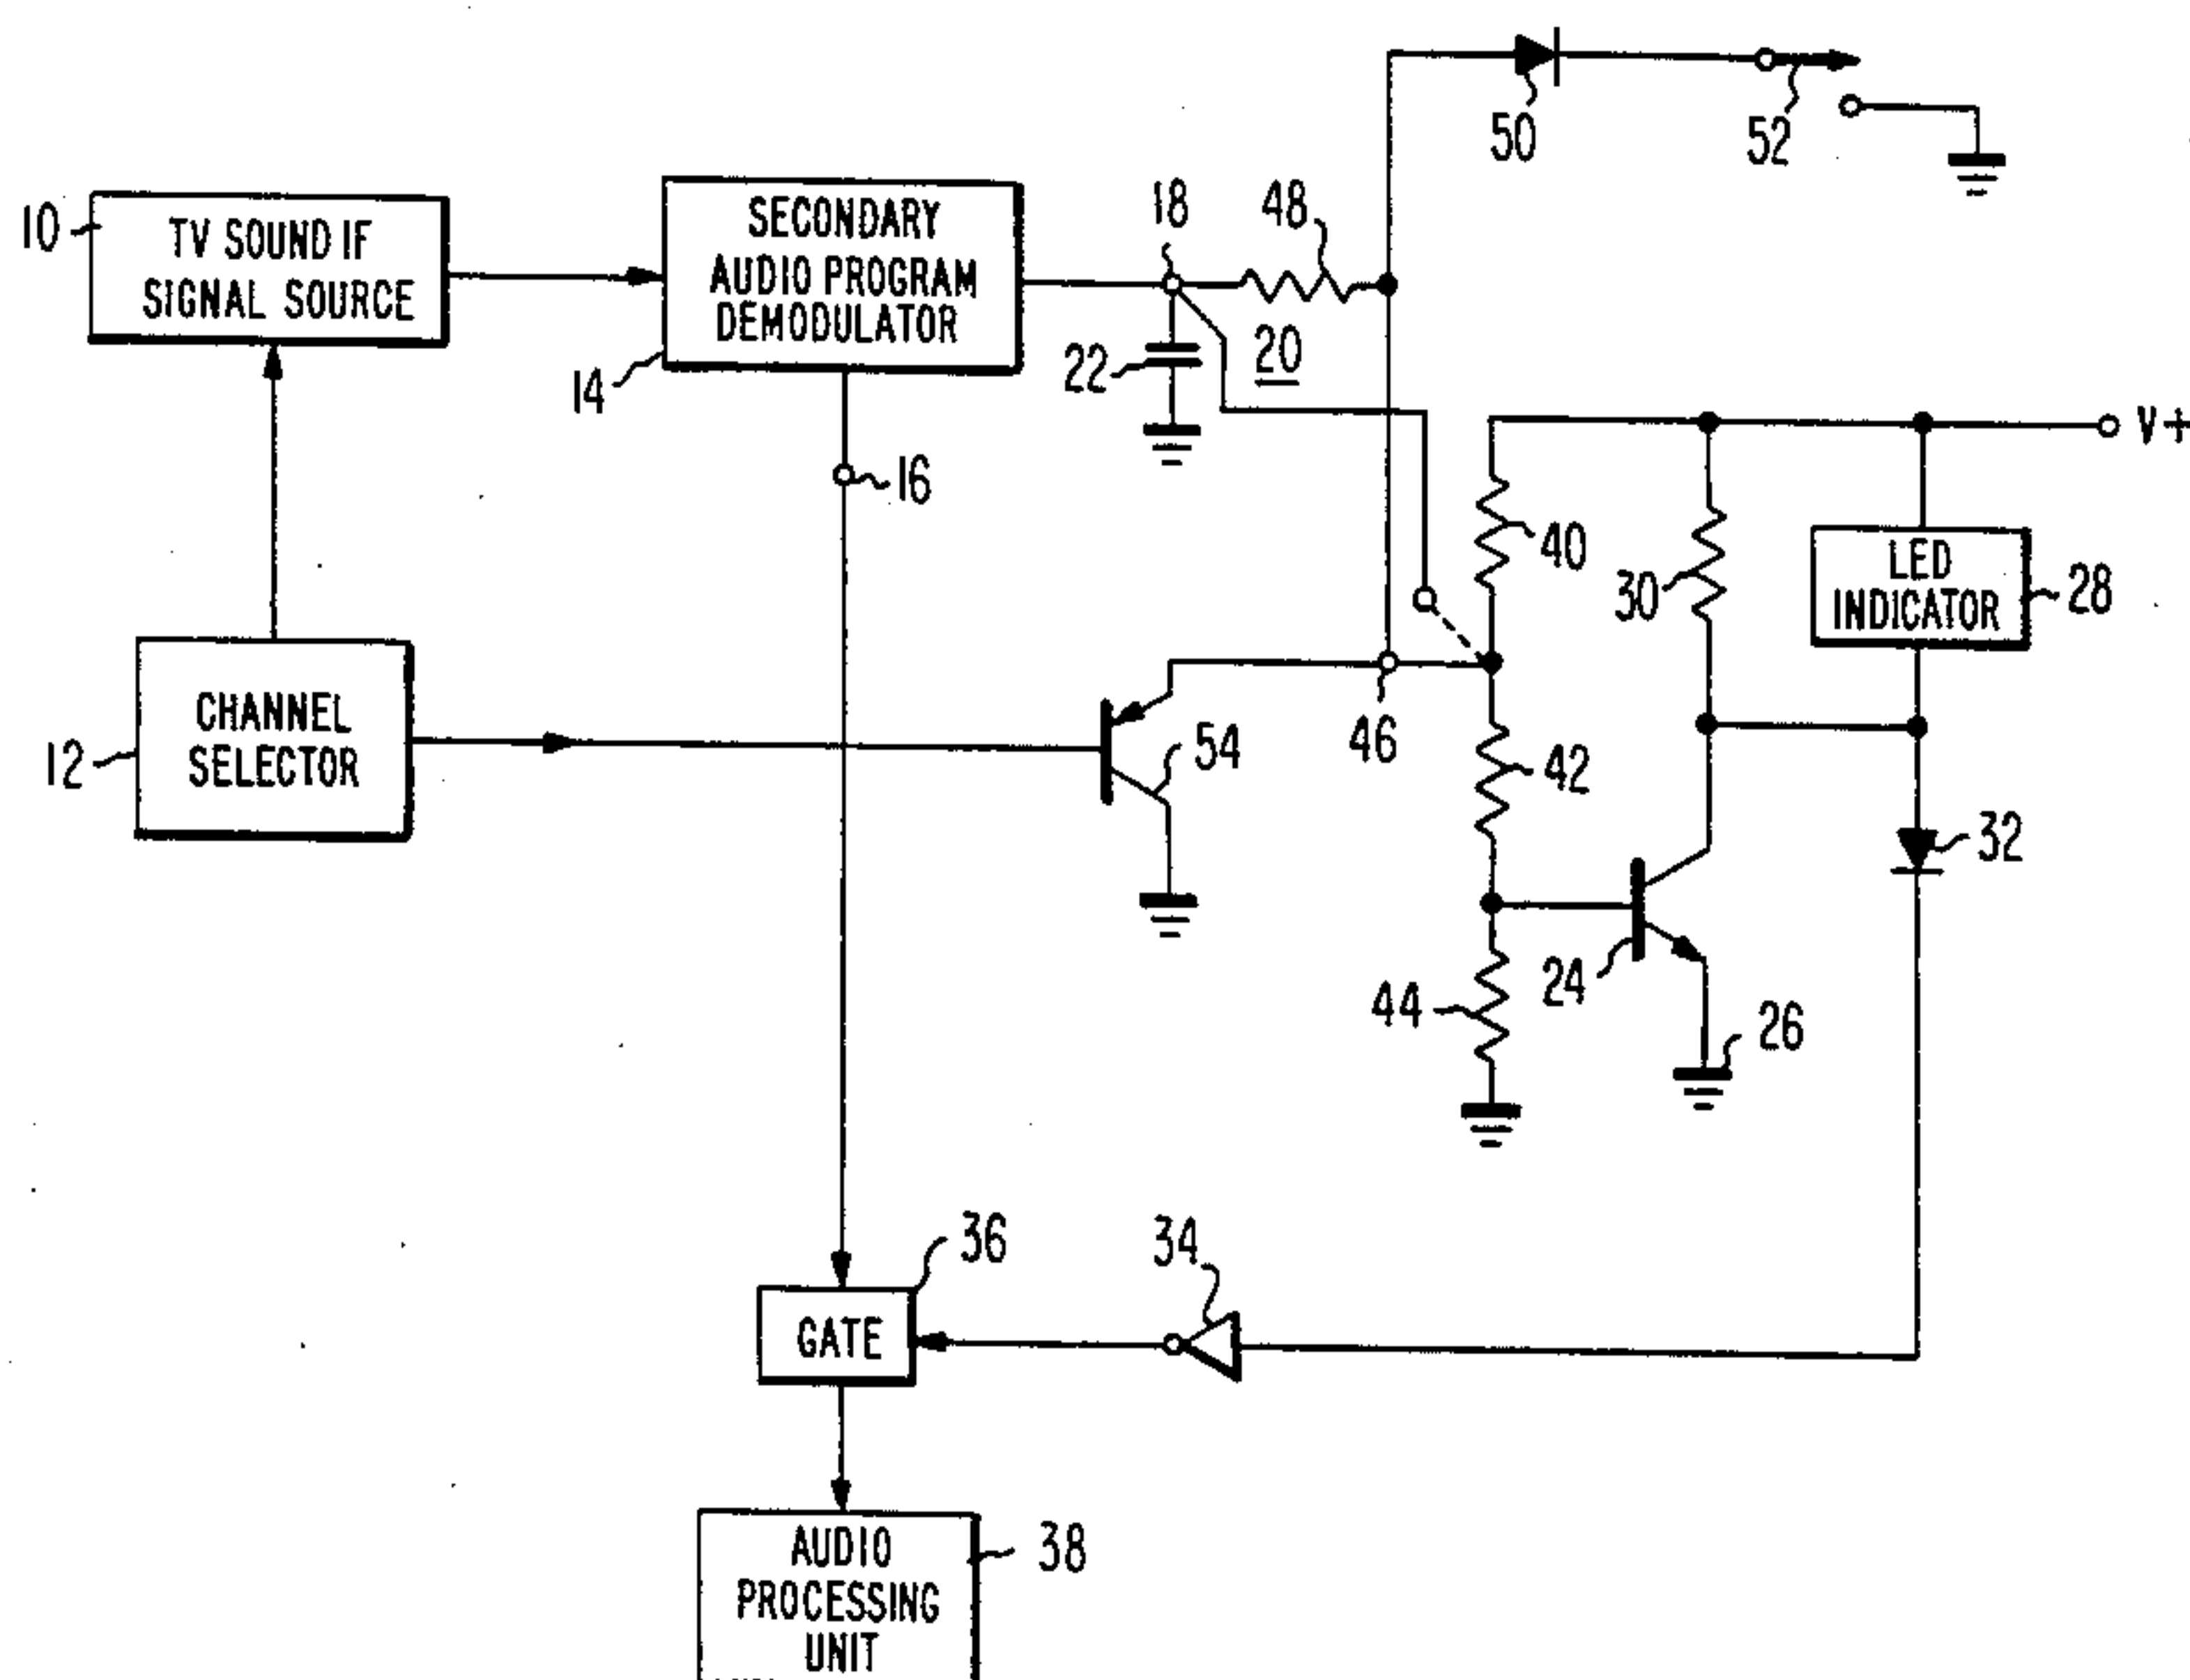 50
52
10
TV SOUND IF
SIGNAL SOURCE
SECONDARY
AUDIO PROGRAM
DEMODULATOR
14
18
48
22
20
16
V+
40
30
LED
INDICATOR
28
CHANNEL
SELECTOR
12
54
46
42
32
24
44
26
36
34
GATE
AUDIO
PROCESSING
UNIT
38